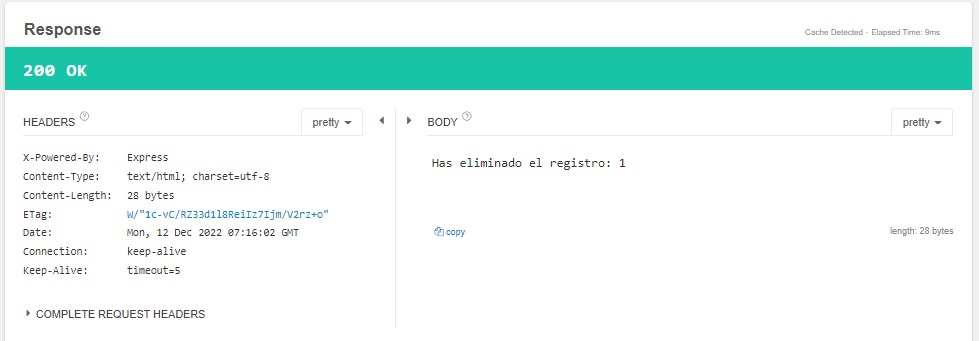 Response
Cache Detected - Elapsed Time: 9ms
200 OK
HEADERS ?
pretty
X-Powered-By: Express
Content-Type: text/html; charset=utf-8
Content-Length: 28 bytes
ETag: W/"1c-vC/RZ33d1l8ReiIz7Ijm/V2rz+o"
Date: Mon, 12 Dec 2022 07:16:02 GMT
Connection: keep-alive
Keep-Alive: timeout=5
COMPLETE REQUEST HEADERS
BODY ?
pretty
Has eliminado el registro: 1
copy
length: 28 bytes